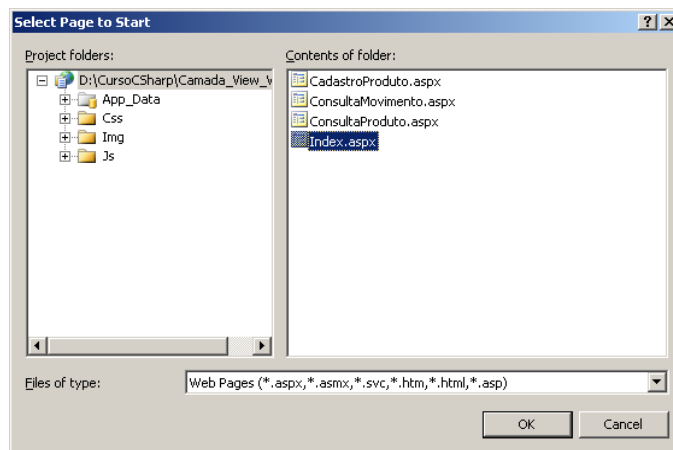 Select Page to Start
Project folders:
Contents of folder:
D:\CursoCSharp\Camada_View_
App_Data
Css
Img
Js
CadastroProduto.aspx
ConsultaMovimento.aspx
ConsultaProduto.aspx
Index.aspx
Files of type:
Web Pages (*.aspx,*.asmx,*.svc,*.htm,*.html,*.asp)
OK
Cancel